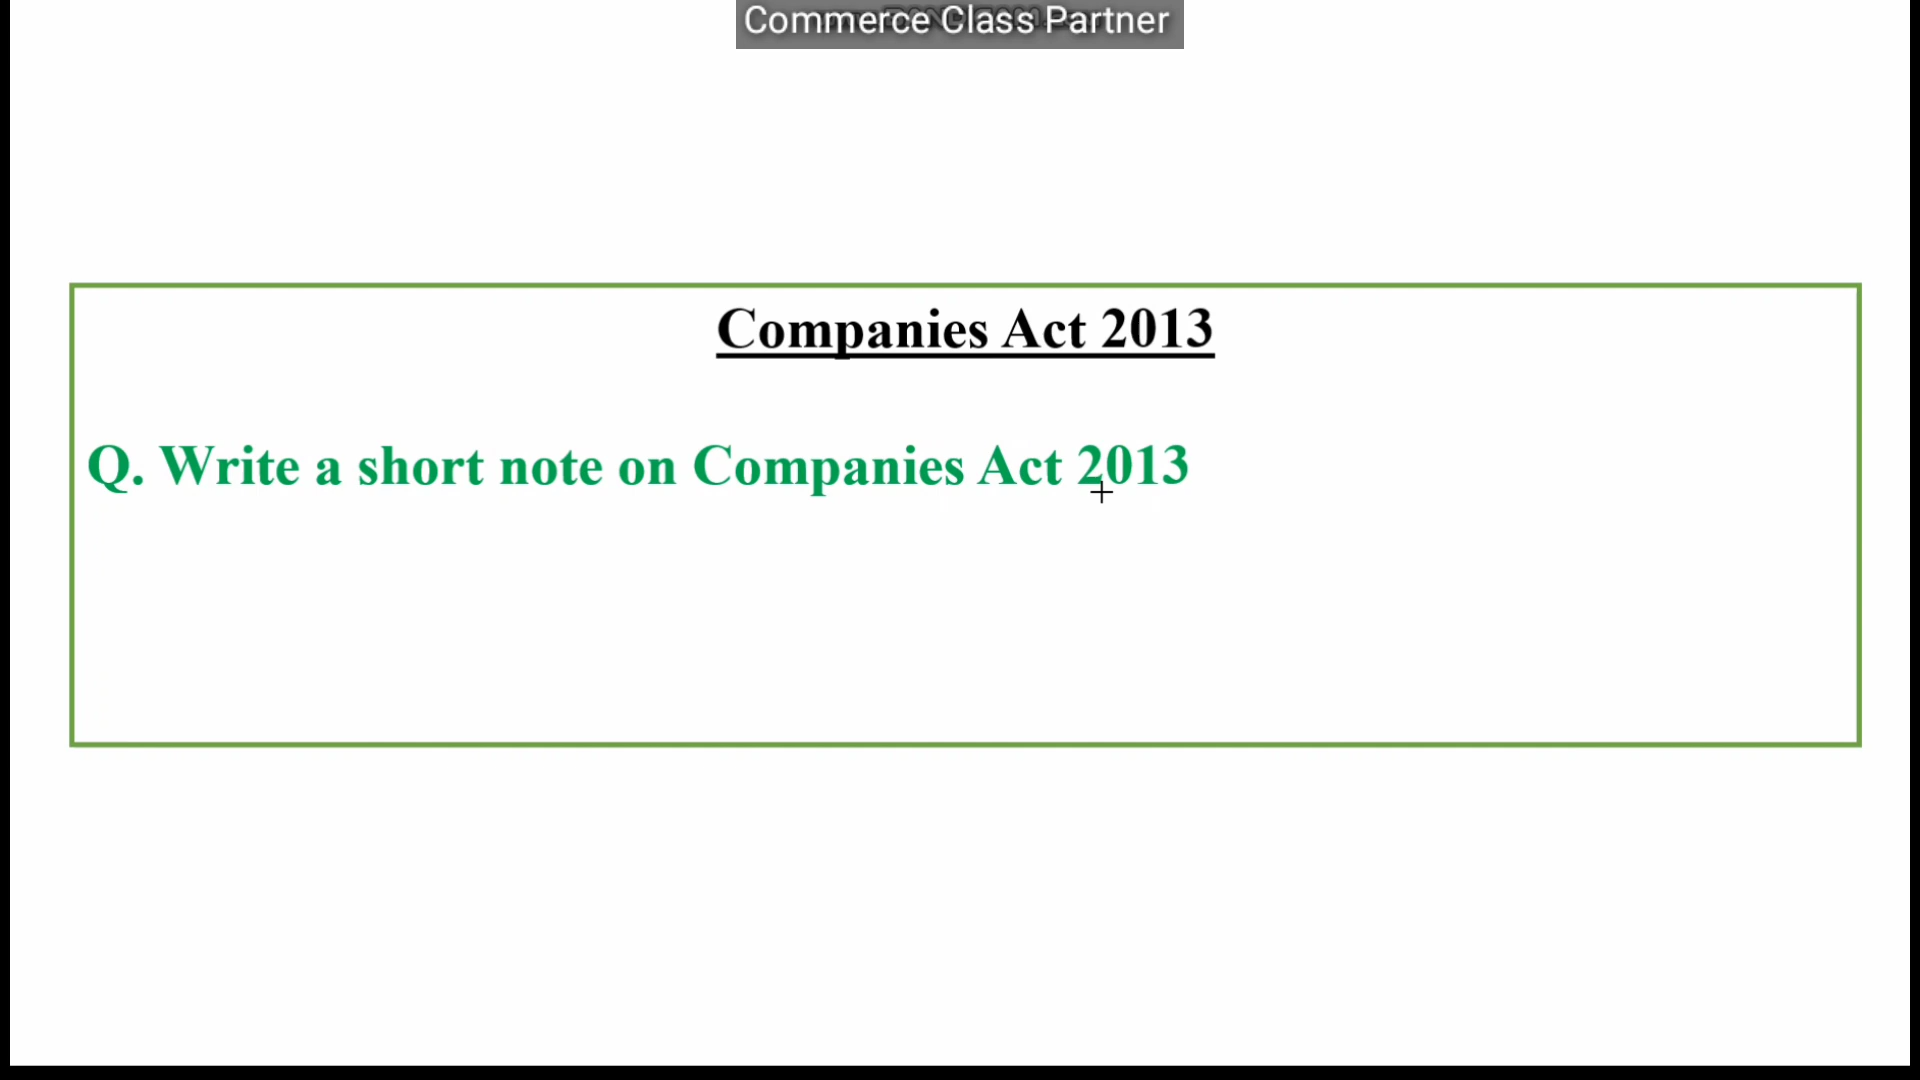 Commerce Class Partner
Companies Act 2013
Q. Write a short note on Companies Act 2013